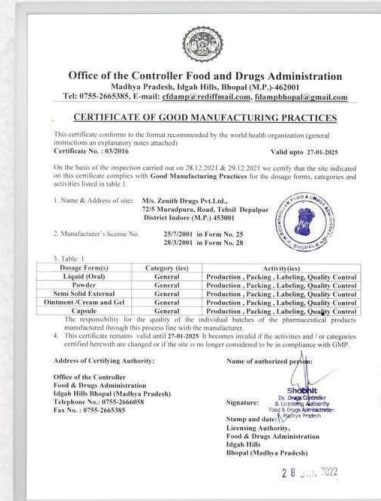 Office of the Controller Food and Drugs Administration
Madhya Pradesh, Idgah Hills, Bhopal (M.P.)-462001
Tel: 0755-2665385, E-mail: cfdamp@rediffmail.com, fdampbhopal@gmail.com
CERTIFICATE OF GOOD MANUFACTURING PRACTICES
This certificate conforms to the format recommended by the world health organization (general
instructions an explanatory notes attached)
Certificate No. : 03/2016 Valid upto 27-01-2025
On the basis of the inspection carried out on 28.12.2021 & 29.12.2021 we certify that the site indicated
on this certificate complies with Good Manufacturing Practices for the dosage forms, categories and
activities listed in table 1.
1. Name & Address of site: M/s. Zenith Drugs Pvt.Ltd.,
72/5 Muradpura, Road, Tehsil Depalpur
District Indore (M.P.) 453001
2. Manufacturer's license No. 25/7/2001 in Form No. 25
28/3/2001 in Form No. 28
3. Table: 1
Dosage Form(s) Category (ies) Activity(ies)
Liquid (Oral) General Production , Packing , Labeling, Quality Control
Powder General Production , Packing , Labeling, Quality Control
Semi Solid External General Production , Packing , Labeling, Quality Control
Ointment /Cream and Gel General Production , Packing , Labeling, Quality Control
Capsule General Production , Packing , Labeling, Quality Control
The responsibility for the quality of the individual batches of the pharmaceutical products
manufactured through this process line with the manufacturer.
4. This certificate remains valid until 27-01-2025 It becomes invalid if the activities and / or categories
certified herewith are changed or if the site is no longer considered to be in compliance with GMP.
Address of Certifying Authority: Name of authorized person:
Office of the Controller
Food & Drugs Administration
Idgah Hills Bhopal (Madhya Pradesh)
Telephone No.: 0755-2666058
Fax No. : 0755-2665385
Shobhit
Dy. Drugs Controller
Signature: & Licensing Authority
Food & Drugs Administration
Stamp and date: Madhya Pradesh
Licensing Authority,
Food & Drugs Administration
Idgah Hills
Bhopal (Madhya Pradesh)
28 JAN 2022